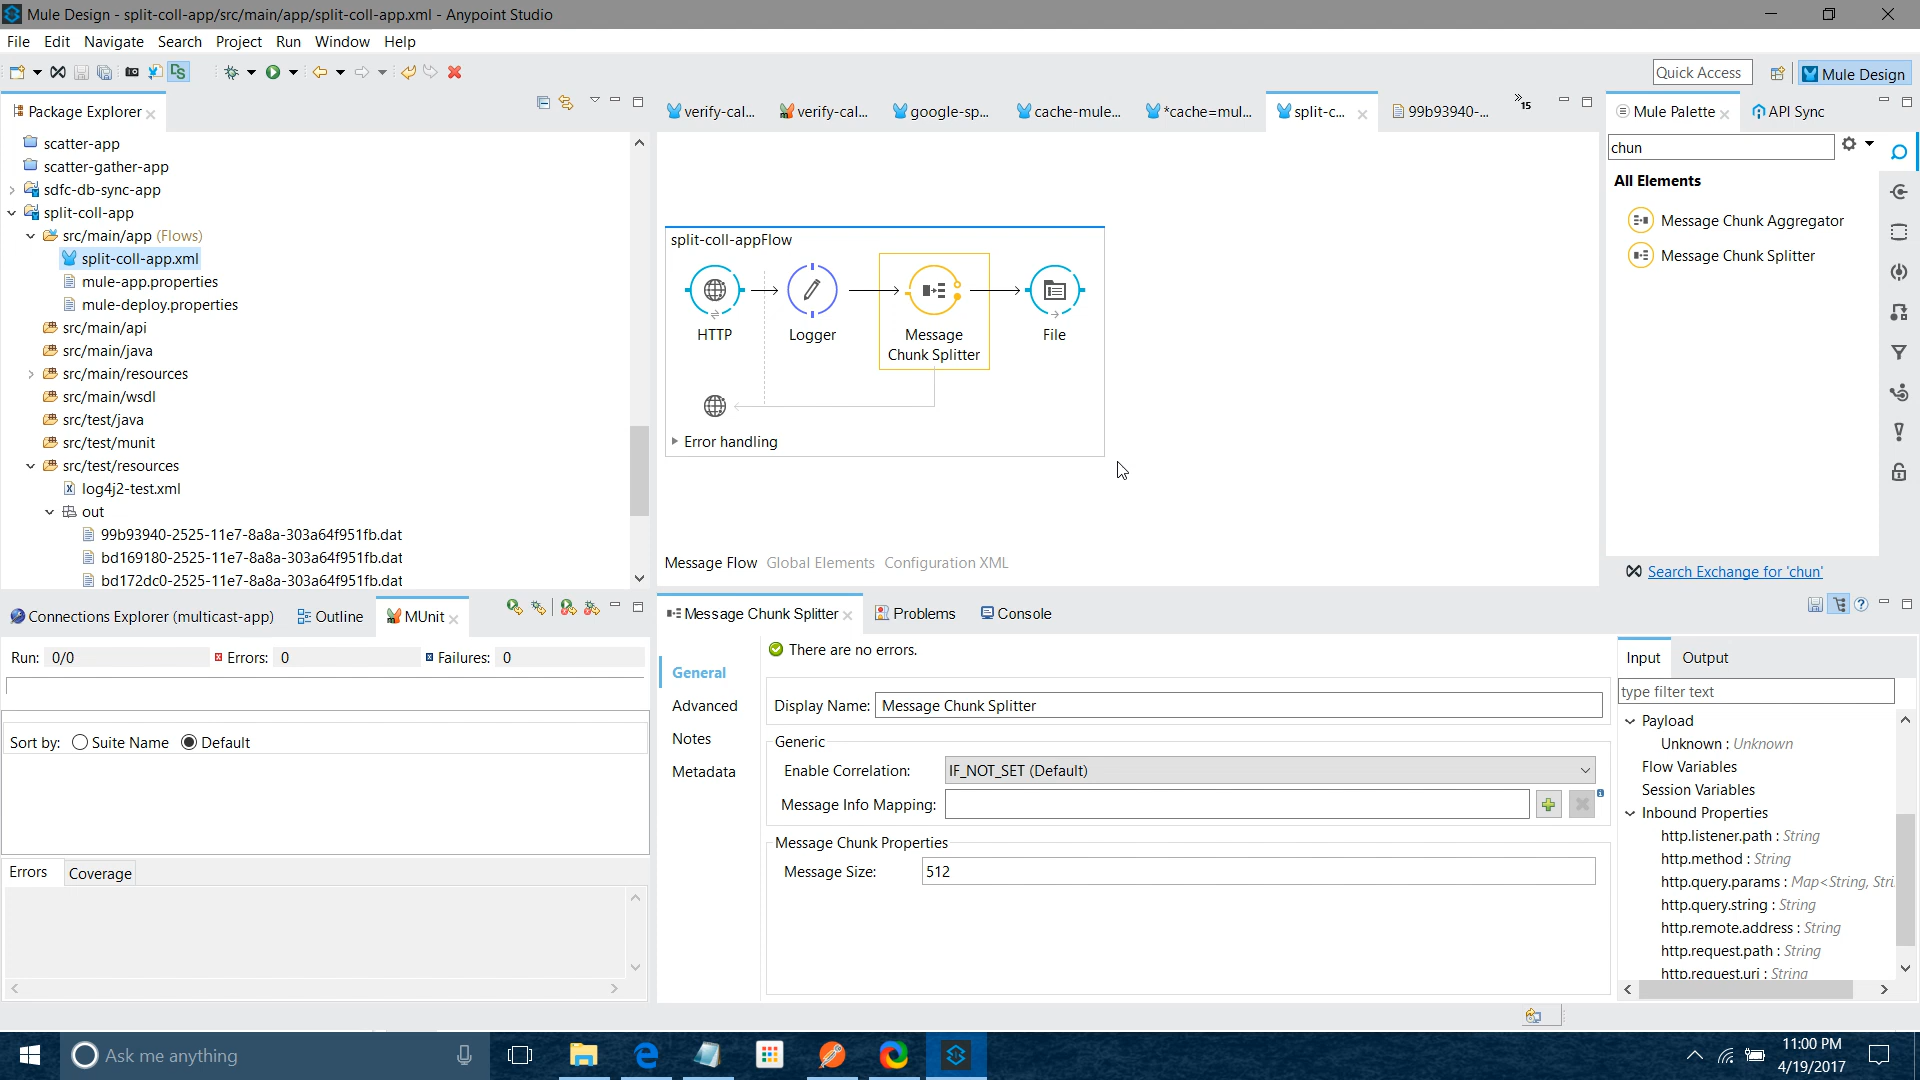 Mule Design - split-coll-app/src/main/app/split-coll-app.xml - Anypoint Studio
File Edit Navigate Search Project Run Window Help
Quick Access
Mule Design
Package Explorer
scatter-app
scatter-gather-app
sdfc-db-sync-app
split-coll-app
src/main/app (Flows)
split-coll-app.xml
mule-app.properties
mule-deploy.properties
src/main/api
src/main/java
src/main/resources
src/main/wsdl
src/test/java
src/test/munit
src/test/resources
log4j2-test.xml
out
99b93940-2525-11e7-8a8a-303a64f951fb.dat
bd169180-2525-11e7-8a8a-303a64f951fb.dat
bd172dc0-2525-11e7-8a8a-303a64f951fb.dat
verify-cal... verify-cal... google-sp... cache-mule... *cache=mul... split-c... 99b93940-... 15
split-coll-appFlow
HTTP
Logger
Message
Chunk Splitter
File
Error handling
Message Flow Global Elements Configuration XML
Mule Palette API Sync
chun
All Elements
Message Chunk Aggregator
Message Chunk Splitter
Search Exchange for 'chun'
Connections Explorer (multicast-app) Outline MUnit
Run: 0/0 Errors: 0 Failures: 0
Sort by: Suite Name Default
Errors Coverage
Message Chunk Splitter Problems Console
There are no errors.
General
Advanced
Notes
Metadata
Display Name: Message Chunk Splitter
Generic
Enable Correlation: IF_NOT_SET (Default)
Message Info Mapping:
Message Chunk Properties
Message Size: 512
Input Output
type filter text
Payload
Unknown : Unknown
Flow Variables
Session Variables
Inbound Properties
http.listener.path : String
http.method : String
http.query.params : Map<String, Stri
http.query.string : String
http.remote.address : String
http.request.path : String
http.request.uri : String
Ask me anything
11:00 PM
4/19/2017